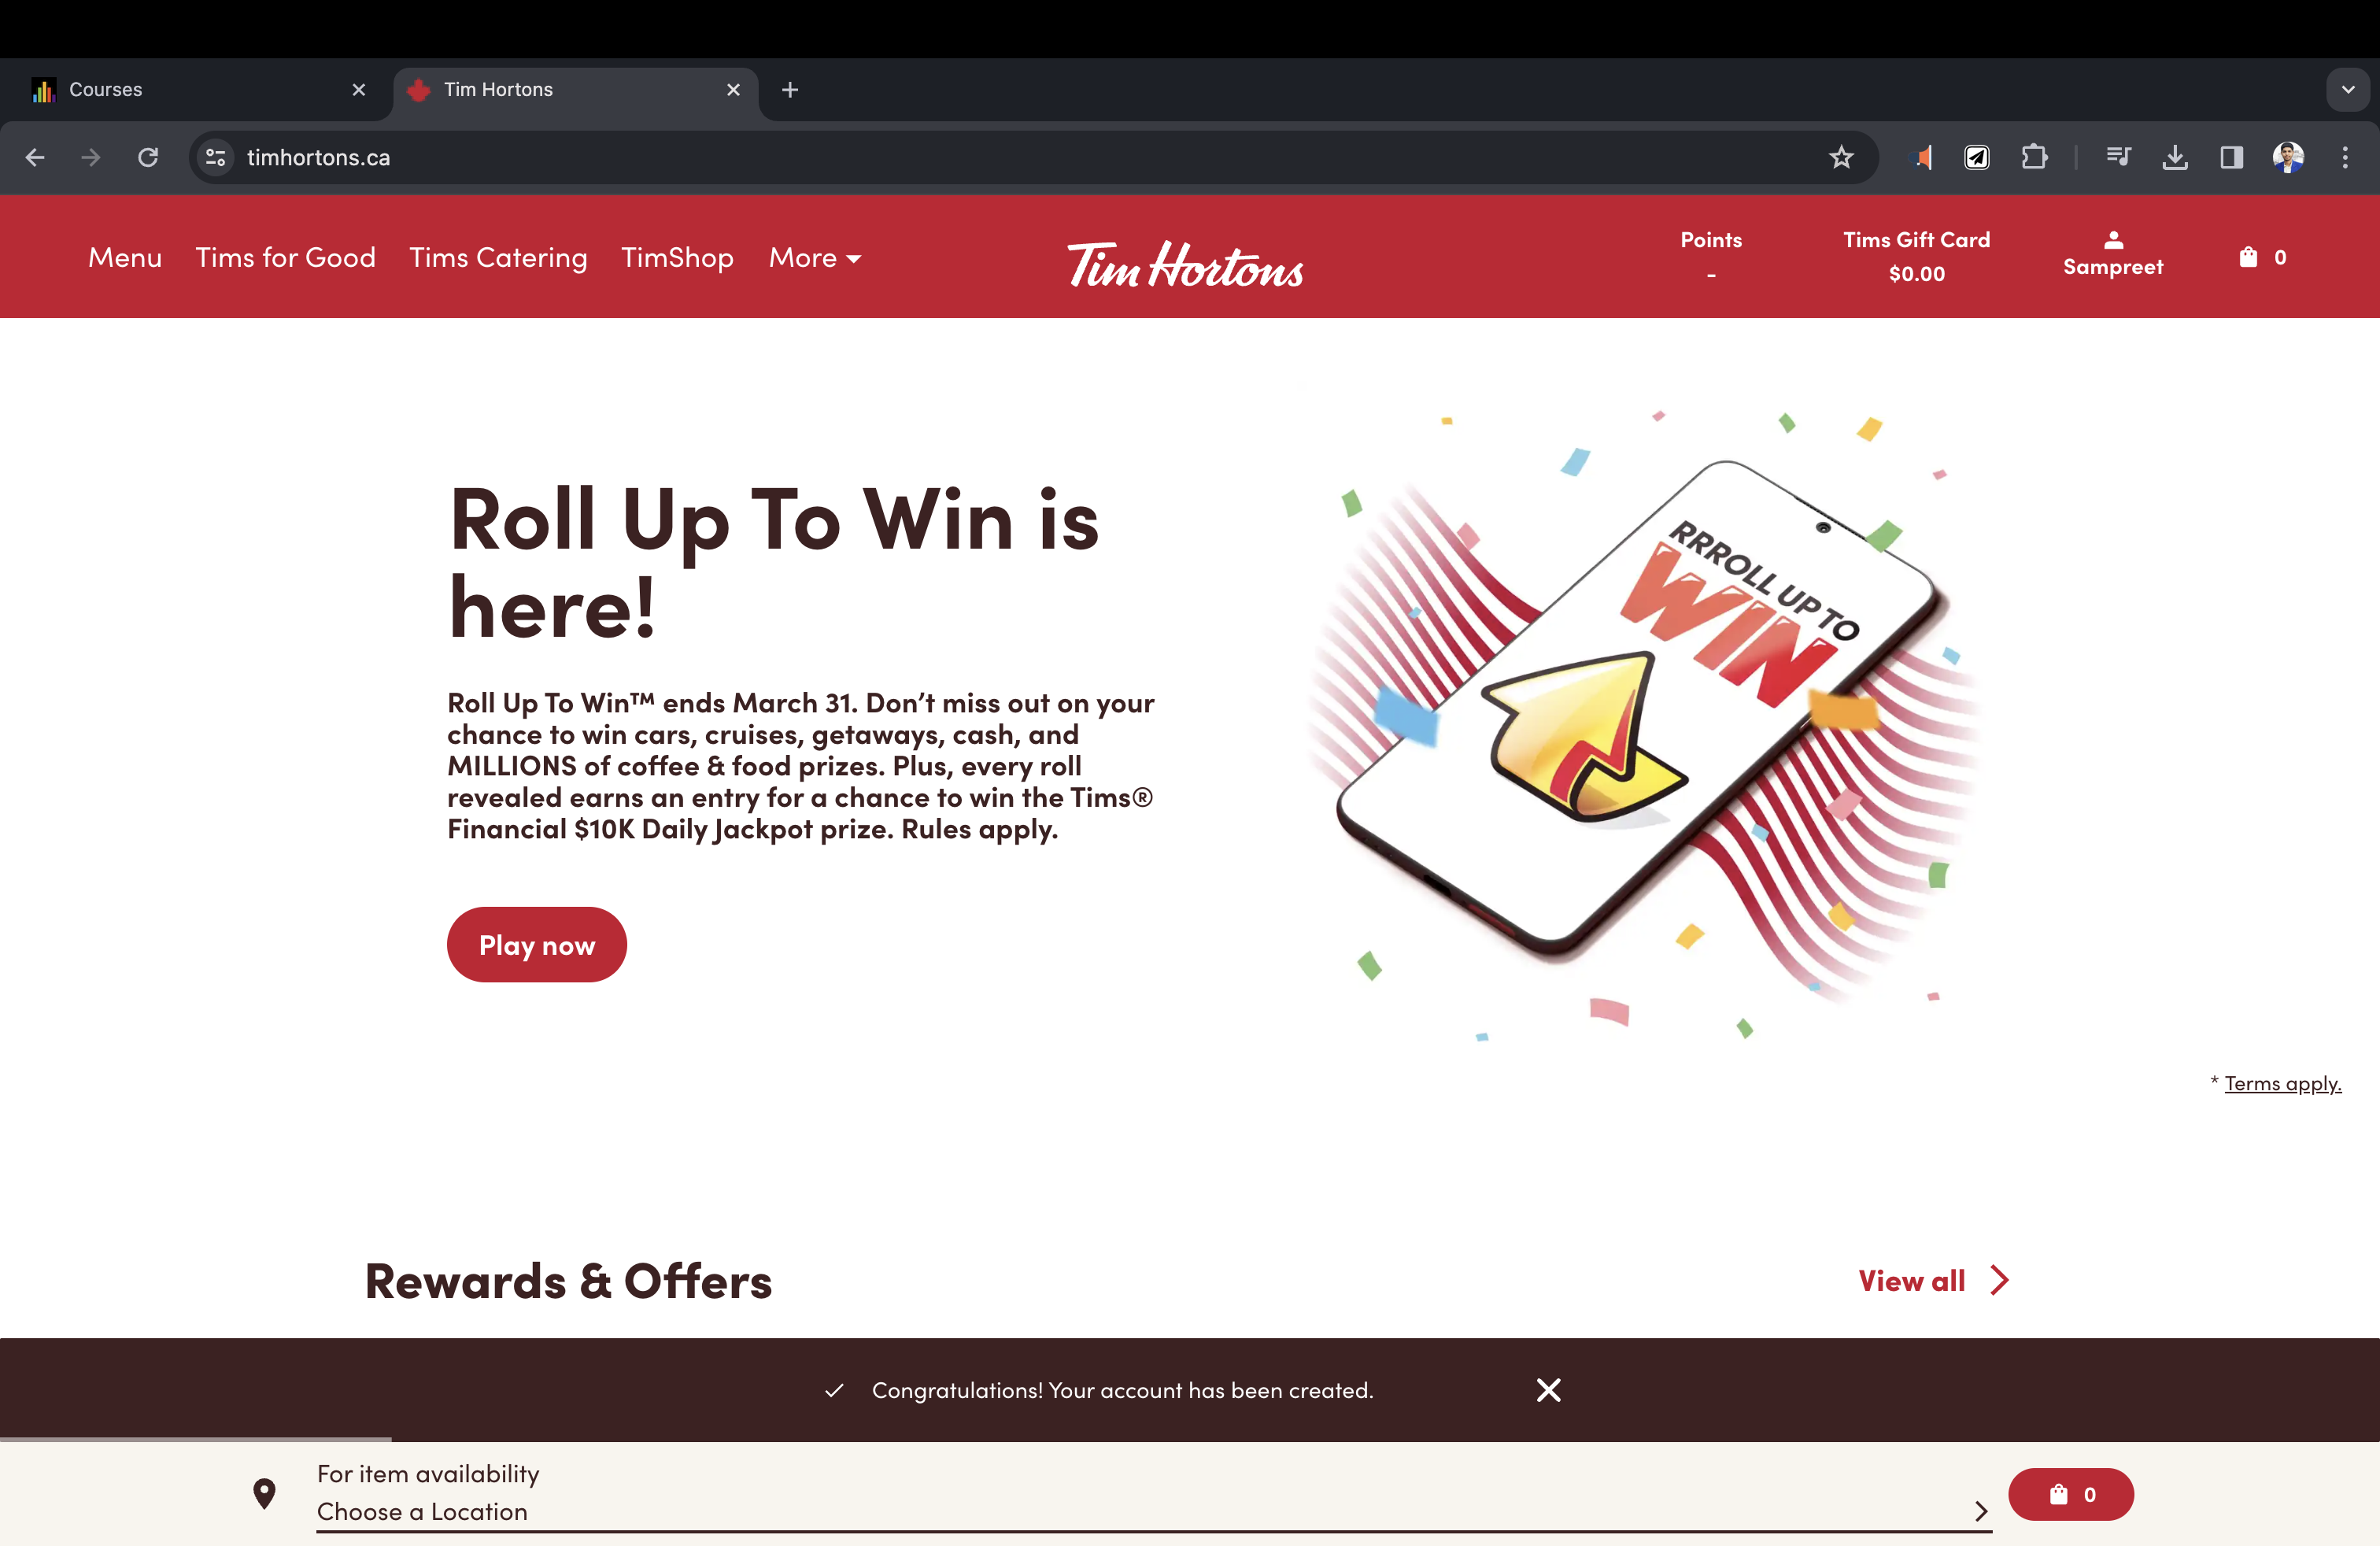 Courses
Tim Hortons
timhortons.ca
Menu
Tims for Good
Tims Catering
TimShop
More
Tim Hortons
Points
-
Tims Gift Card
$0.00
Sampreet
0
Roll Up To Win is
here!
Roll Up To Win™ ends March 31. Don’t miss out on your
chance to win cars, cruises, getaways, cash, and
MILLIONS of coffee & food prizes. Plus, every roll
revealed earns an entry for a chance to win the Tims®
Financial $10K Daily Jackpot prize. Rules apply.
Play now
RRROLL UP TO
WIN
* Terms apply.
Rewards & Offers
View all
Congratulations! Your account has been created.
For item availability
Choose a Location
0